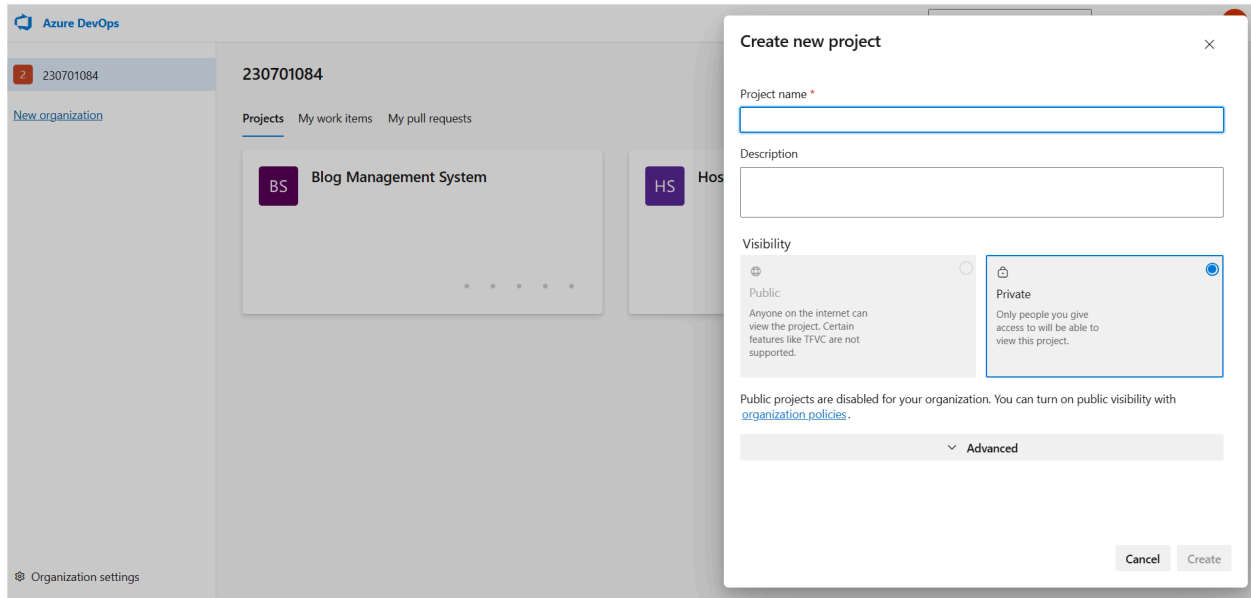 Azure DevOps
2 230701084
New organization
Organization settings
230701084
Projects My work items My pull requests
BS Blog Management System
HS Hos
Create new project
Project name *
Description
Visibility
Public
Anyone on the internet can
view the project. Certain
features like TFVC are not
supported.
Private
Only people you give
access to will be able to
view this project.
Public projects are disabled for your organization. You can turn on public visibility with
organization policies.
Advanced
Cancel Create